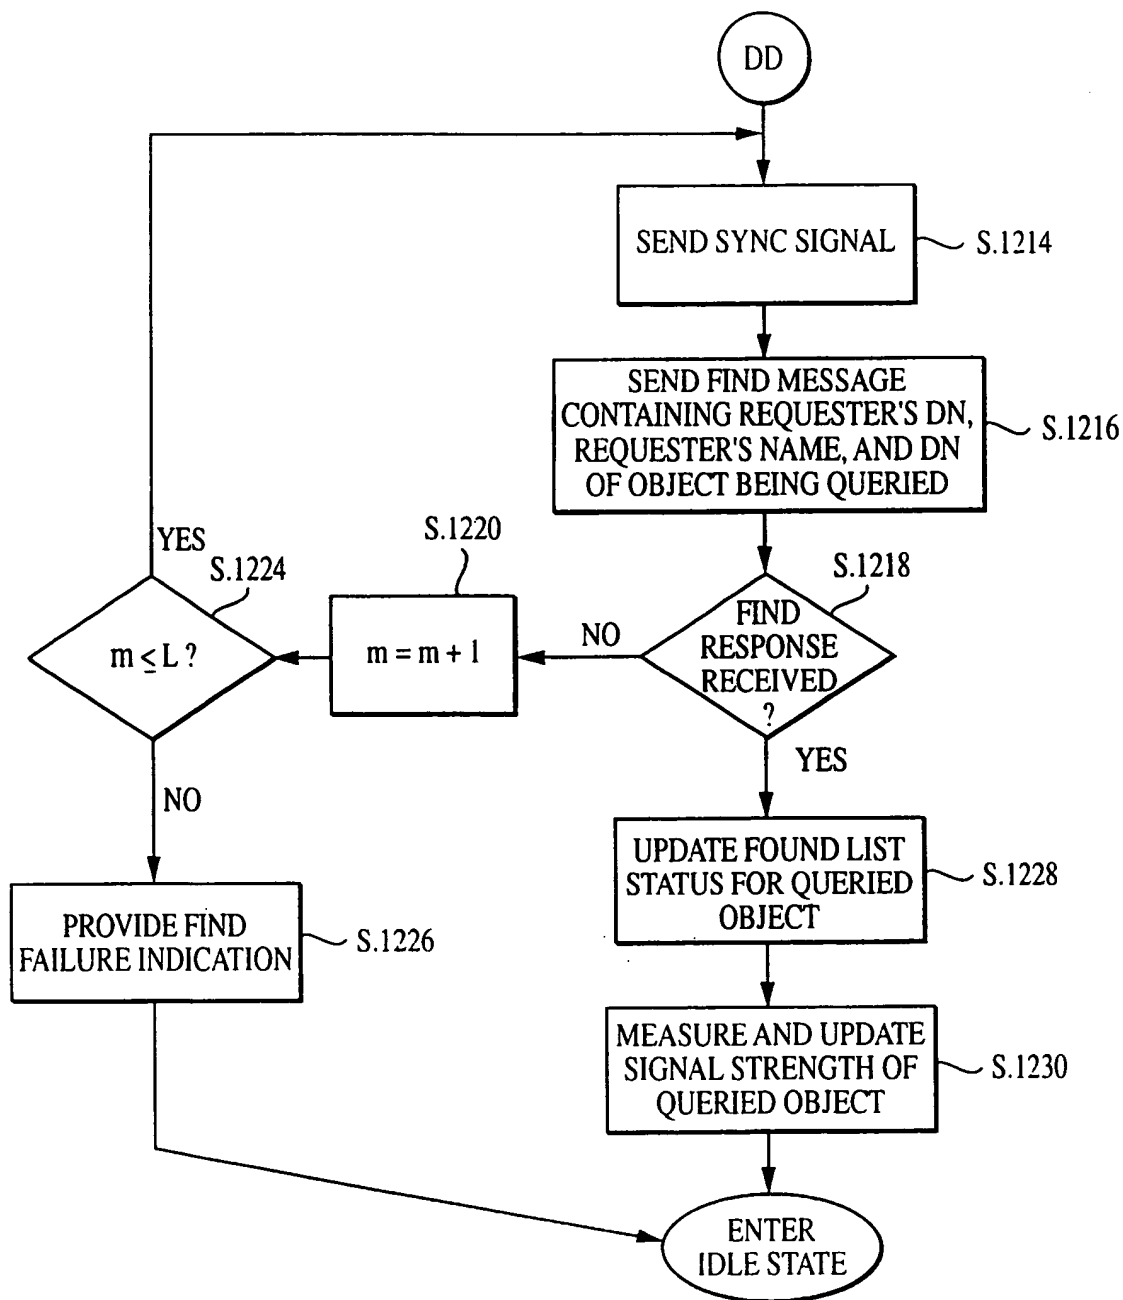 DD
SEND SYNC SIGNAL
S.1214
SEND FIND MESSAGE
CONTAINING REQUESTER'S DN,
REQUESTER'S NAME, AND DN
OF OBJECT BEING QUERIED
S.1216
FIND
RESPONSE
RECEIVED
?
S.1218
NO
YES
m = m + 1
S.1220
m ≤ L ?
S.1224
YES
NO
PROVIDE FIND
FAILURE INDICATION
S.1226
UPDATE FOUND LIST
STATUS FOR QUERIED
OBJECT
S.1228
MEASURE AND UPDATE
SIGNAL STRENGTH OF
QUERIED OBJECT
S.1230
ENTER
IDLE STATE